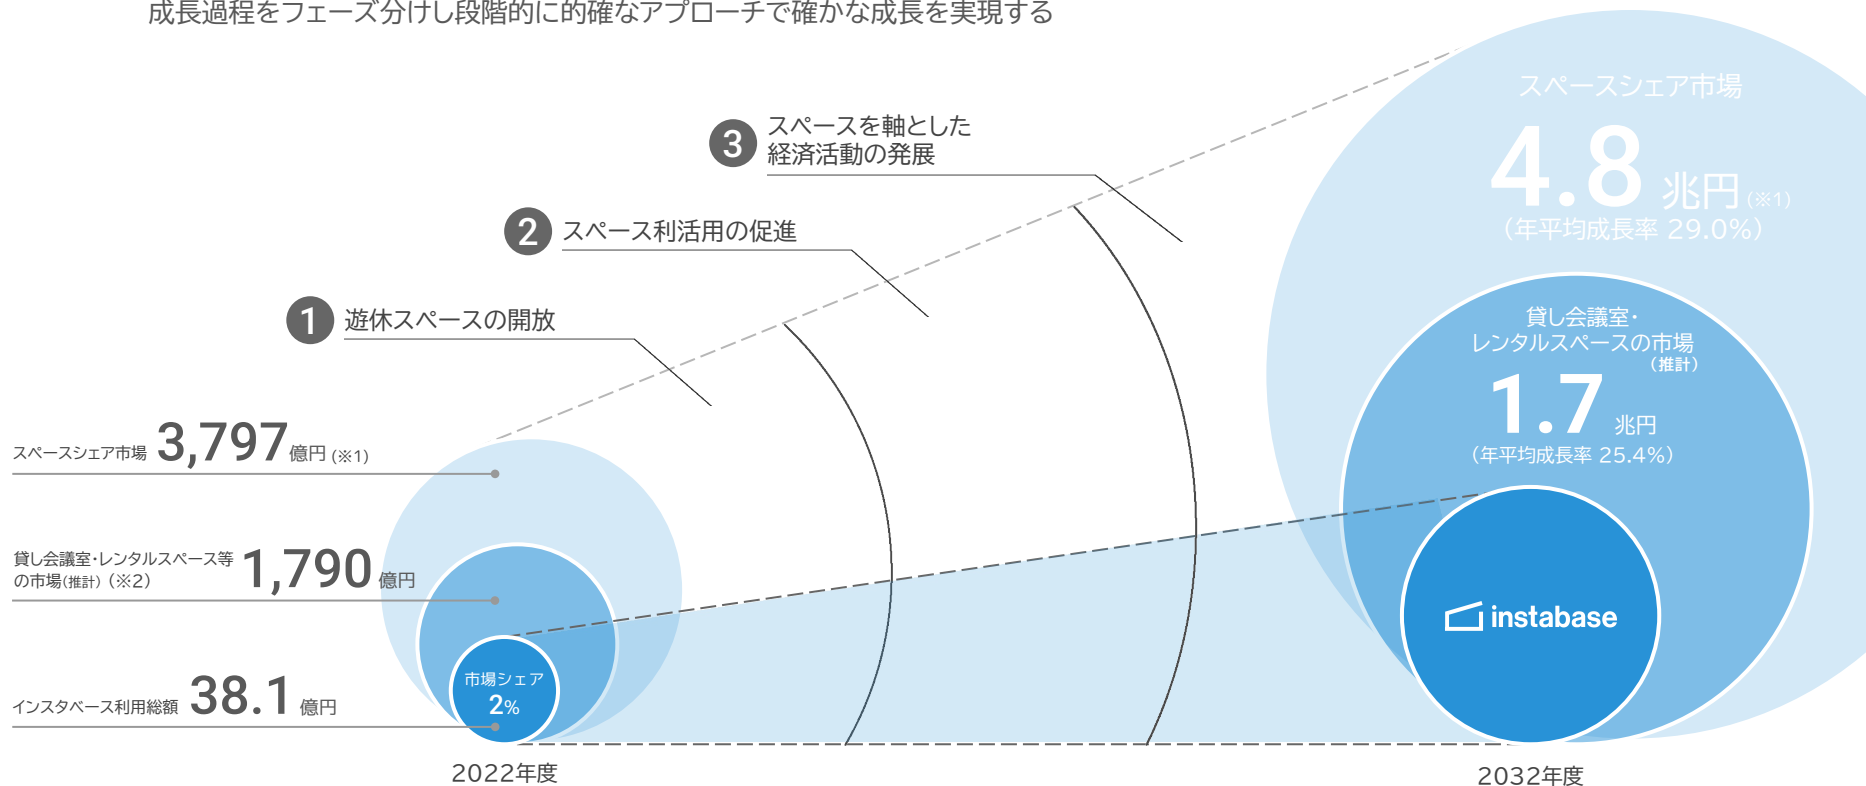 成長過程をフェーズ分けし段階的に的確なアプローチで確かな成長を実現する
スペースシェア市場
4.8 兆円(※1)
(年平均成長率 29.0%)
3 スペースを軸とした
経済活動の発展
2 スペース利活用の促進
1 遊休スペースの開放
貸し会議室・
レンタルスペースの市場
(推計)
1.7 兆円
(年平均成長率 25.4%)
スペースシェア市場 3,797億円(※1)
貸し会議室・レンタルスペース等
の市場(推計)(※2) 1,790億円
インスタベース利用総額 38.1億円
市場シェア
2%
instabase
2022年度
2032年度